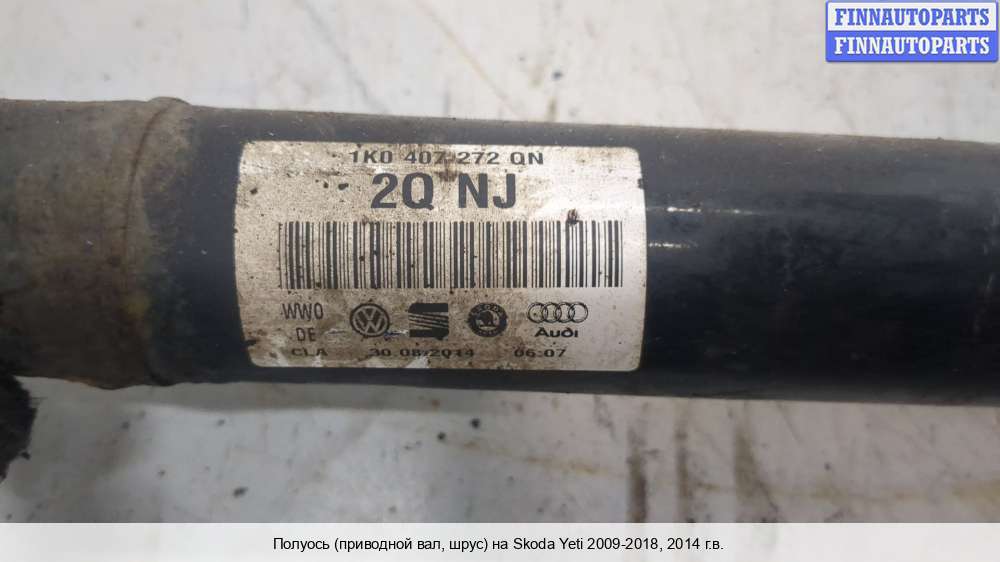 FINNAUTOPARTS
FINNAUTOPARTS
1K0 407 272 QN
2Q NJ
WWO
DE
SKODA
Audi
CLA 30.08.2014 06:07
Полуось (приводной вал, шрус) на Skoda Yeti 2009-2018, 2014 г.в.